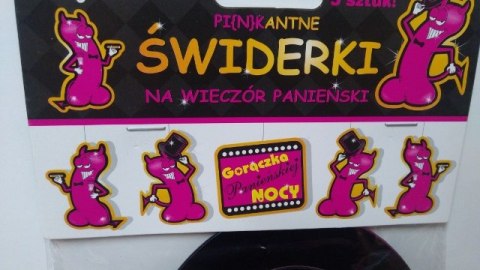 5 sztuk!
PI{N}KANTNE
ŚWIDERKI
NA WIECZÓR PANIEŃSKI
Gorączka
Panieńskiej
NOCY